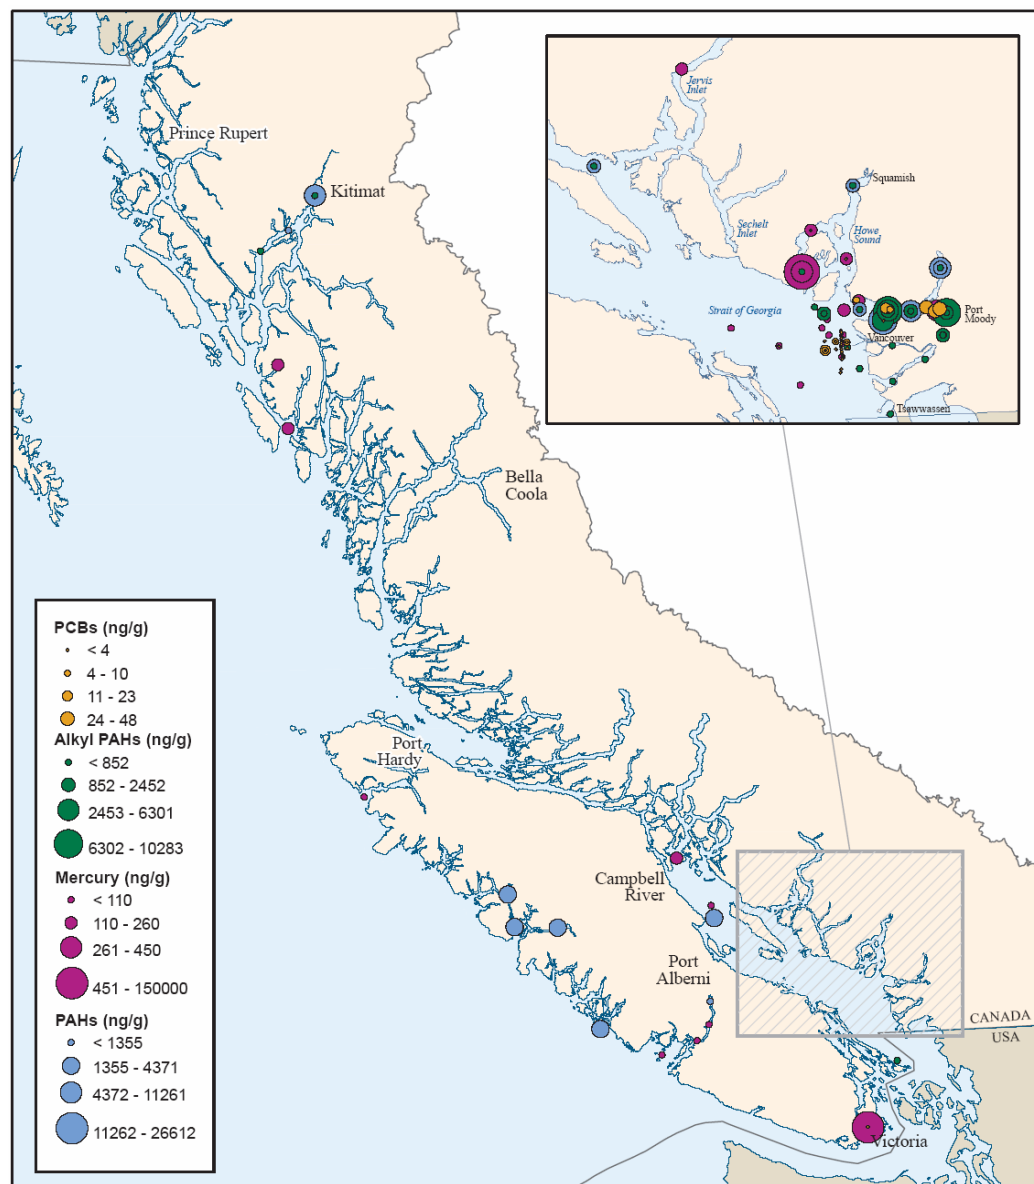 Prince Rupert
Kitimat
Bella
Coola
Port
Hardy
Campbell
River
Port
Alberni
Victoria
CANADA
USA
Jervis
Inlet
Squamish
Sechelt
Inlet
Howe
Sound
Strait of Georgia
Port
Moody
Vancouver
Tsawwassen
PCBs (ng/g)
< 4
4 - 10
11 - 23
24 - 48
Alkyl PAHs (ng/g)
< 852
852 - 2452
2453 - 6301
6302 - 10283
Mercury (ng/g)
< 110
110 - 260
261 - 450
451 - 150000
PAHs (ng/g)
< 1355
1355 - 4371
4372 - 11261
11262 - 26612